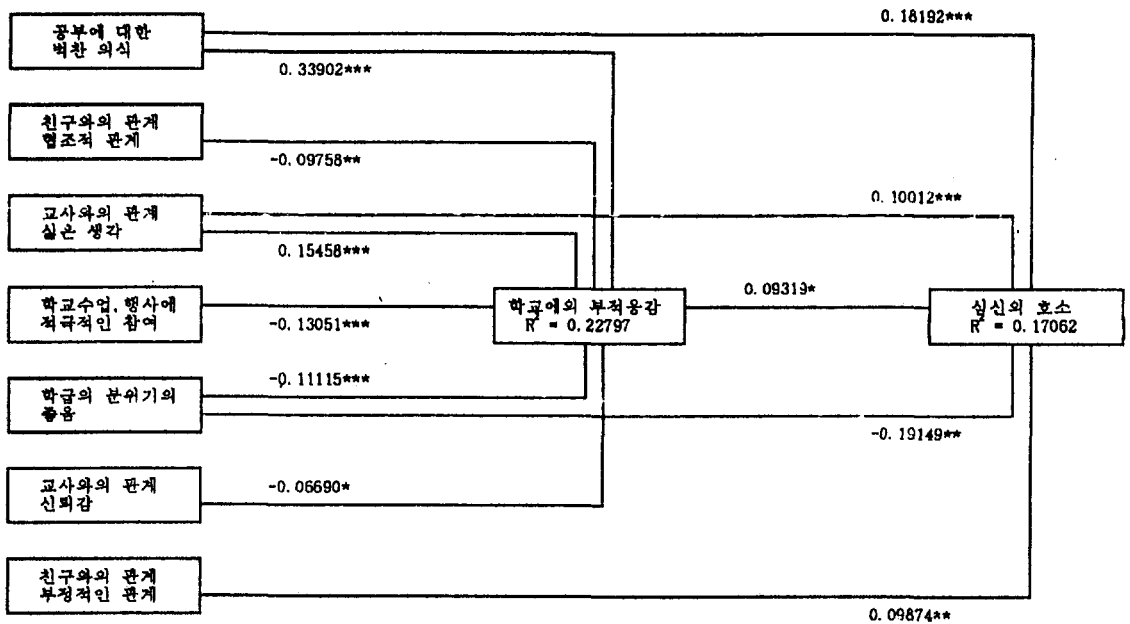 0.18192***
공부에 대한
벅찬 의식
0.33902***
친구와의 관계
협조적 관계
-0.09758**
교사와의 관계
싫은 생각
0.10012***
0.15458***
학교수업, 행사에
적극적인 참여
-0.13051***
학교에의 부적응감
R² = 0.22797
0.09319*
심신의 호소
R² = 0.17062
학급의 분위기의
좋음
-0.11115***
-0.19149**
교사와의 관계
신뢰감
-0.06690*
친구와의 관계
부정적인 관계
0.09874**